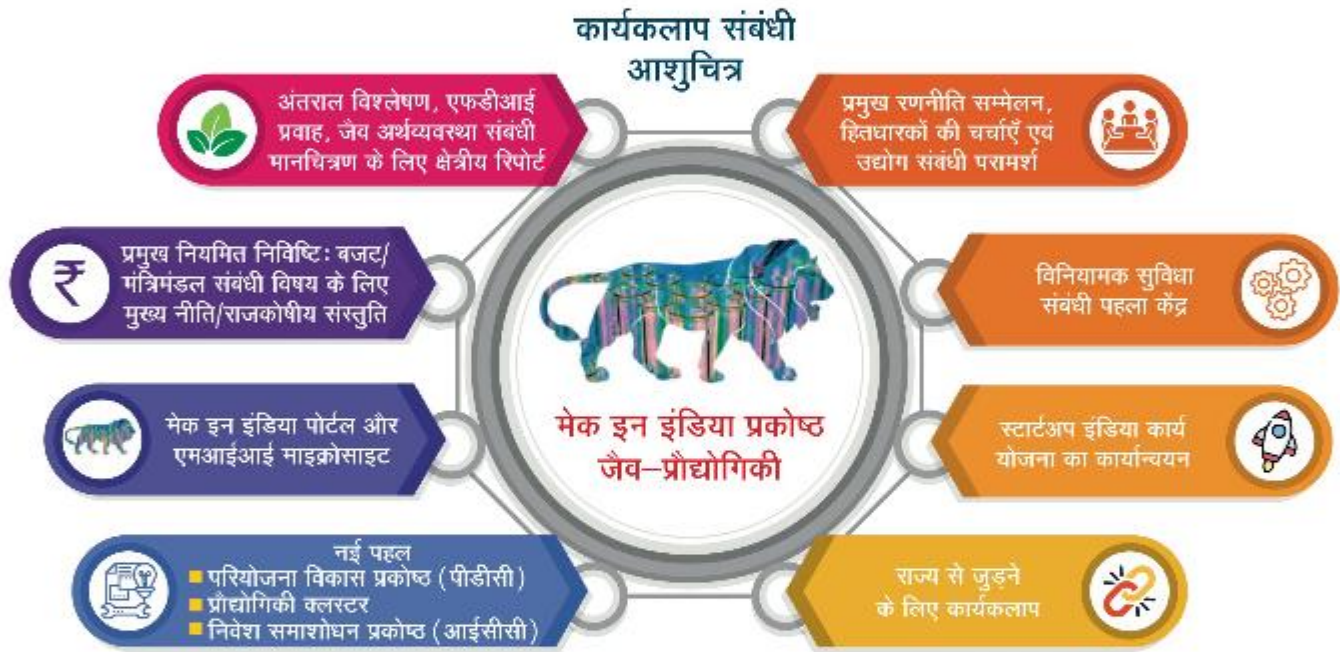 कार्यकलाप संबंधी
आशुचित्र
अंतराल विश्लेषण, एफडीआई
प्रवाह, जैव अर्थव्यवस्था संबंधी
मानचित्रण के लिए क्षेत्रीय रिपोर्ट
प्रमुख रणनीति सम्मेलन,
हितधारकों की चर्चाएँ एवं
उद्योग संबंधी परामर्श
₹
प्रमुख नियमित निविष्टिः बजट/
मंत्रिमंडल संबंधी विषय के लिए
मुख्य नीति/राजकोषीय संस्तुति
विनियामक सुविधा
संबंधी पहला केंद्र
मेक इन इंडिया प्रकोष्ठ
जैव-प्रौद्योगिकी
मेक इन इंडिया पोर्टल और
एमआईआई माइक्रोसाइट
स्टार्टअप इंडिया कार्य
योजना का कार्यान्वयन
नई पहल
परियोजना विकास प्रकोष्ठ (पीडीसी)
प्रौद्योगिकी क्लस्टर
निवेश समाशोधन प्रकोष्ठ (आईसीसी)
राज्य से जुड़ने
के लिए कार्यकलाप